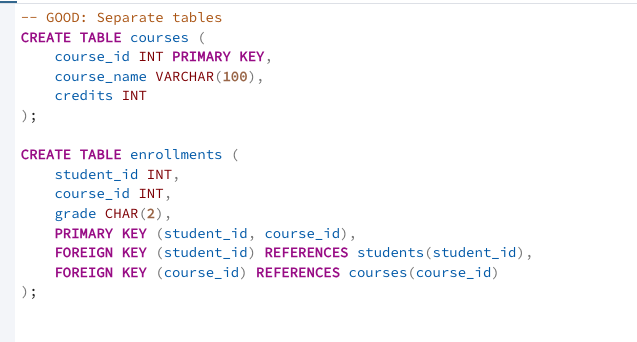 -- GOOD: Separate tables
CREATE TABLE courses (
    course_id INT PRIMARY KEY,
    course_name VARCHAR(100),
    credits INT
);

CREATE TABLE enrollments (
    student_id INT,
    course_id INT,
    grade CHAR(2),
    PRIMARY KEY (student_id, course_id),
    FOREIGN KEY (student_id) REFERENCES students(student_id),
    FOREIGN KEY (course_id) REFERENCES courses(course_id)
);